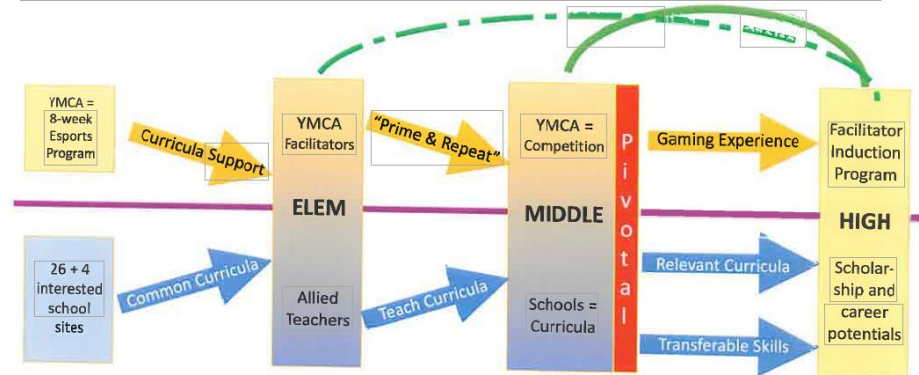 YMCA =
8-week
Esports
Program
Curricula Support
YMCA
Facilitators
"Prime & Repeat"
YMCA =
Competition
Pivotal
Gaming Experience
Facilitator
Induction
Program
ELEM
MIDDLE
HIGH
26 + 4
interested
school
sites
Common Curricula
Allied
Teachers
Teach Curricula
Schools =
Curricula
Relevant Curricula
Transferable Skills
Scholar-
ship and
career
potentials